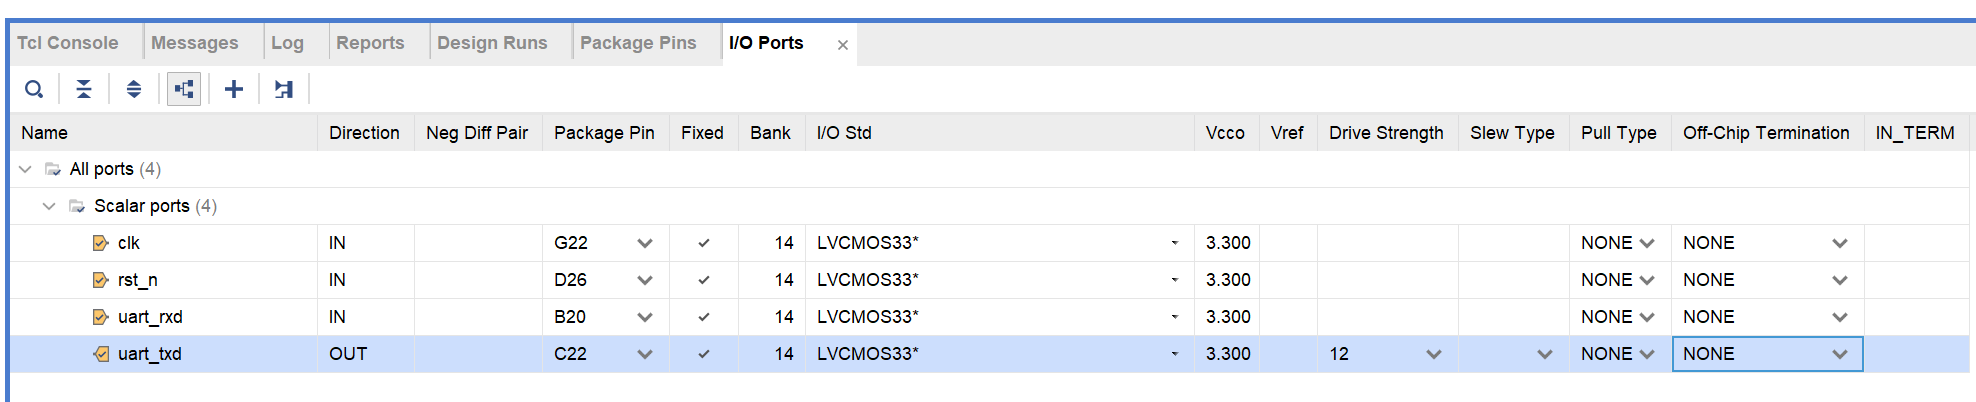 Tcl Console Messages Log Reports Design Runs Package Pins I/O Ports ×
Name Direction Neg Diff Pair Package Pin Fixed Bank I/O Std Vcco Vref Drive Strength Slew Type Pull Type Off-Chip Termination IN_TERM
All ports (4)
Scalar ports (4)
clk IN G22 14 LVCMOS33* 3.300 NONE NONE
rst_n IN D26 14 LVCMOS33* 3.300 NONE NONE
uart_rxd IN B20 14 LVCMOS33* 3.300 NONE NONE
uart_txd OUT C22 14 LVCMOS33* 3.300 12 NONE NONE